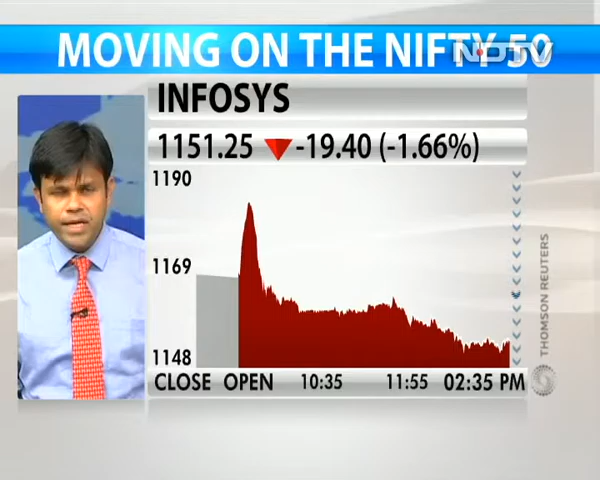 MOVING ON THE NIFTY 50
NDTV
INFOSYS
1151.25 ▼ -19.40 (-1.66%)
1190
1169
1148
CLOSE OPEN 10:35 11:55 02:35 PM
THOMSON REUTERS